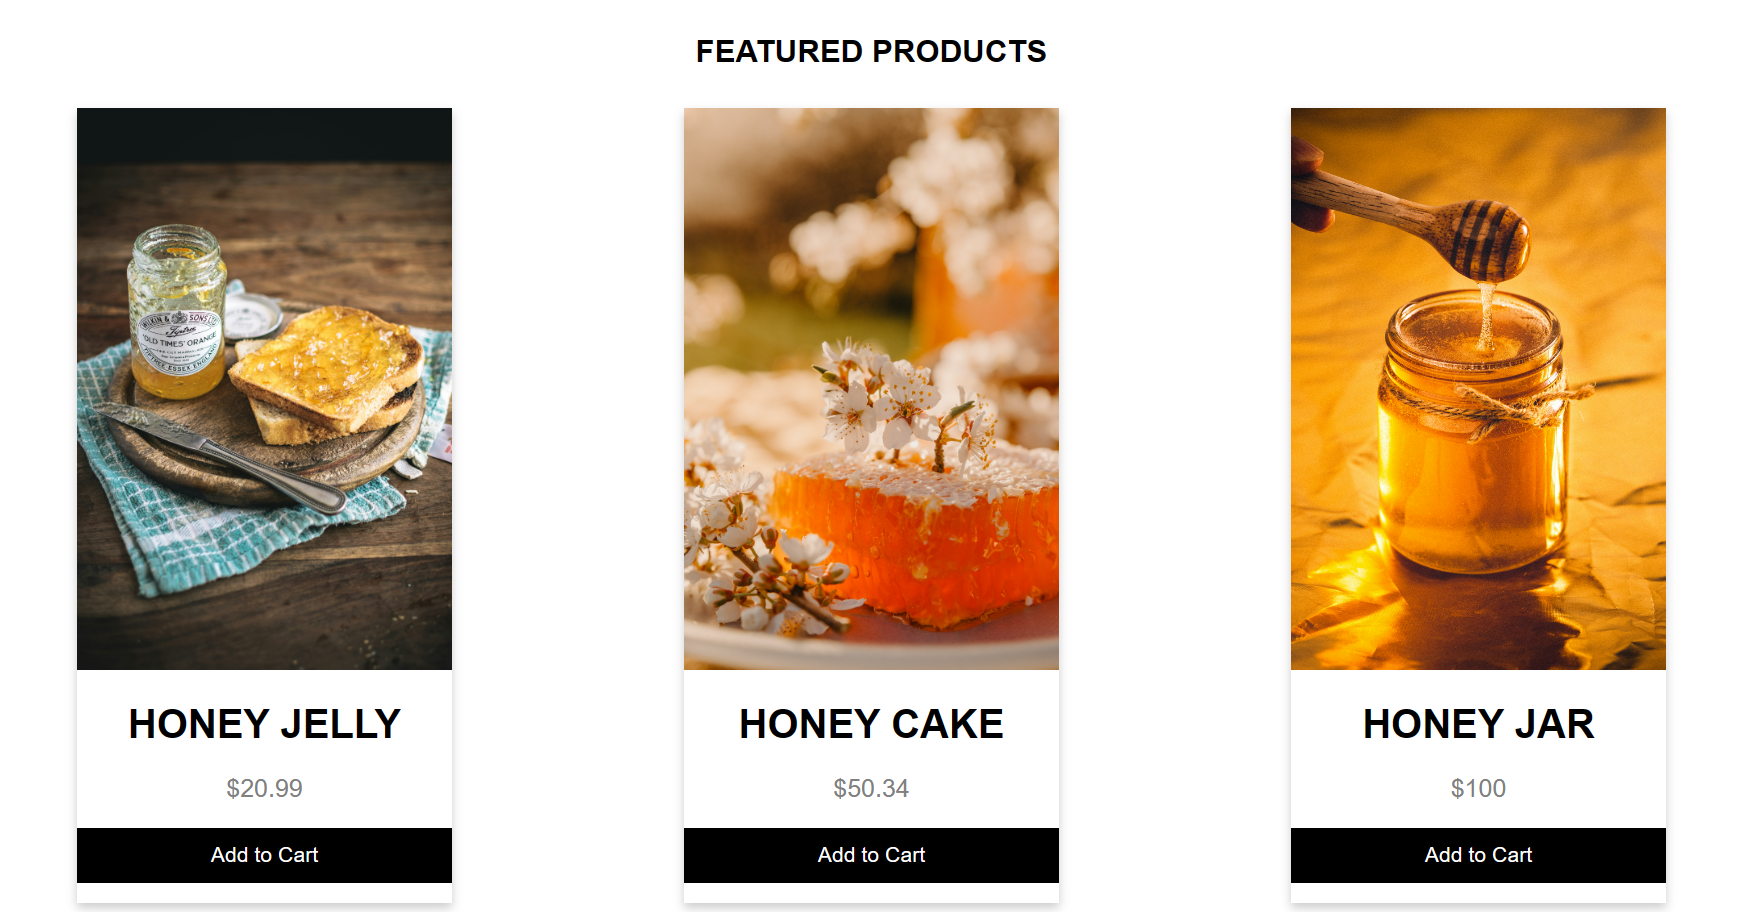 FEATURED PRODUCTS
WILKIN & SONS LTD
Tiptree
'OLD TIMES' ORANGE
TIPTREE ESSEX ENGLAND
HONEY JELLY
$20.99
Add to Cart
HONEY CAKE
$50.34
Add to Cart
HONEY JAR
$100
Add to Cart